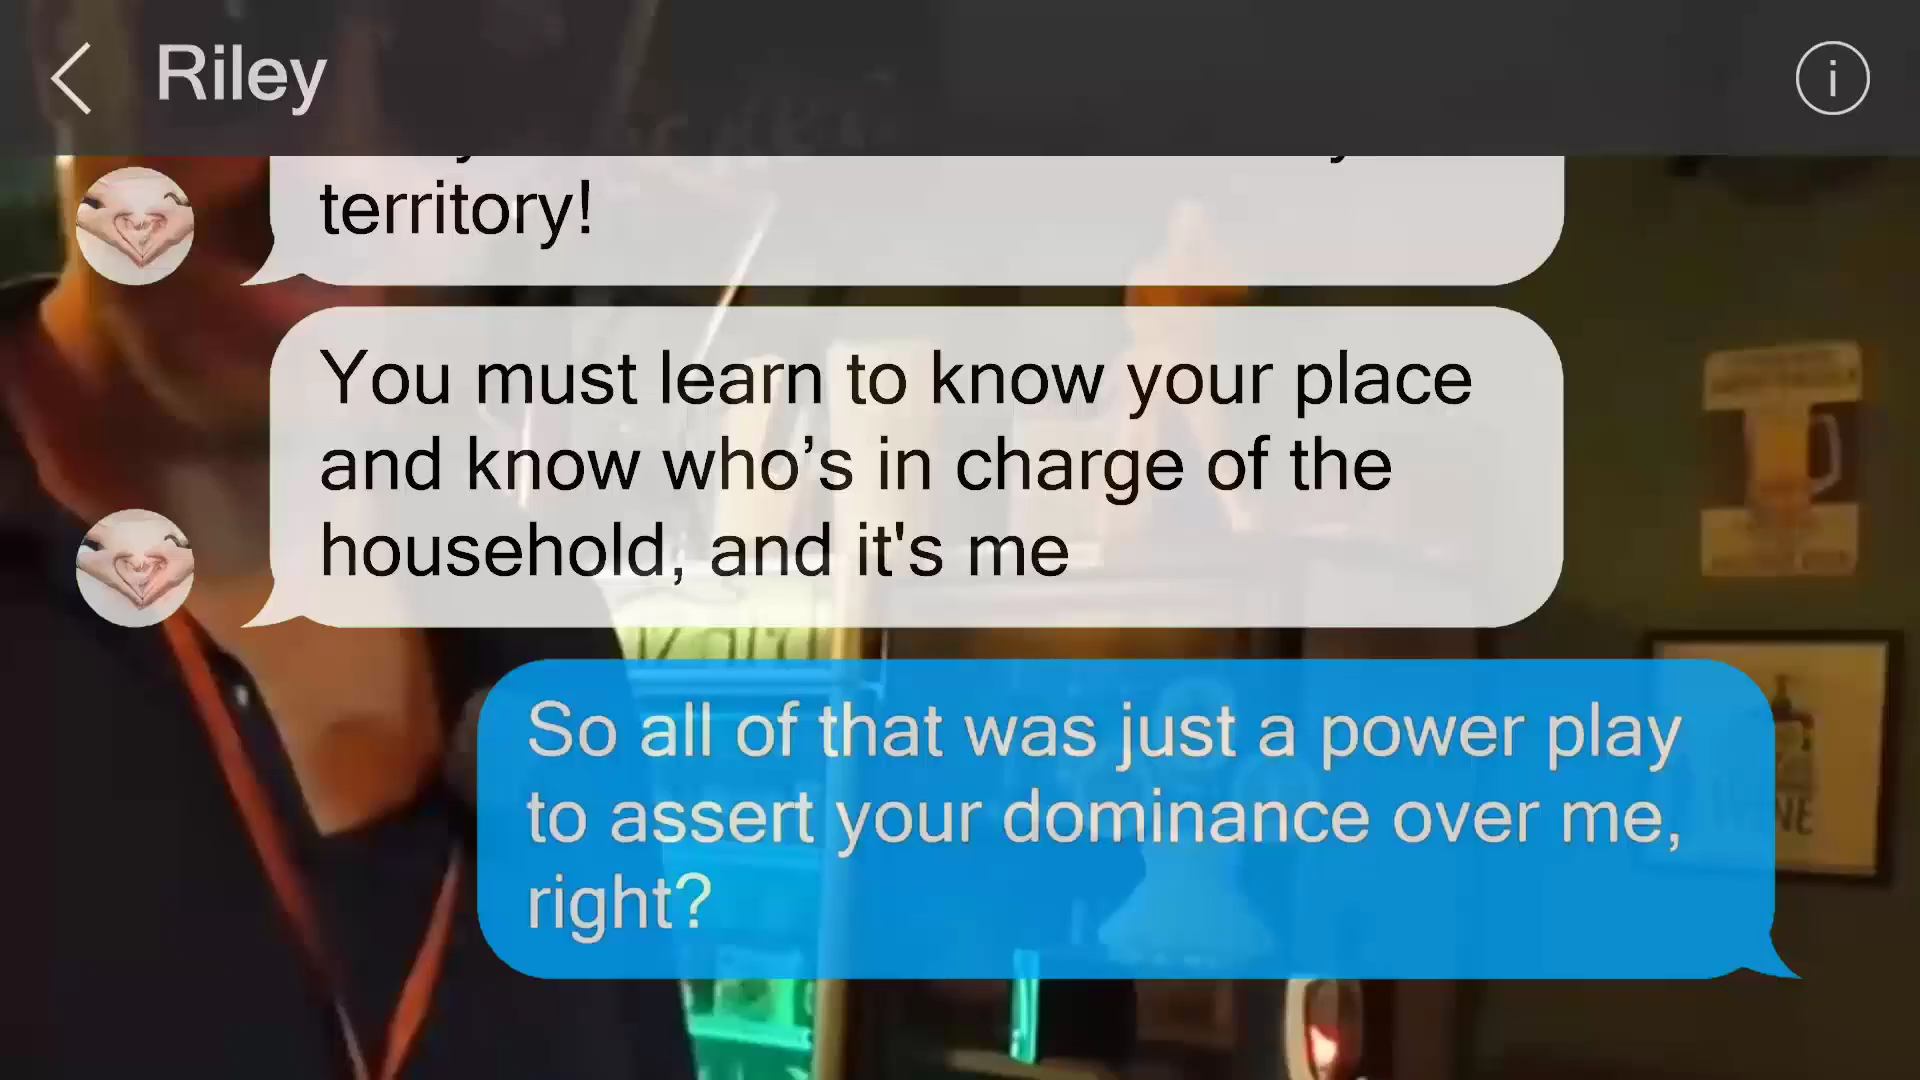 Riley
i
territory!
You must learn to know your place
and know who’s in charge of the
household, and it's me
So all of that was just a power play
to assert your dominance over me,
right?
WINE